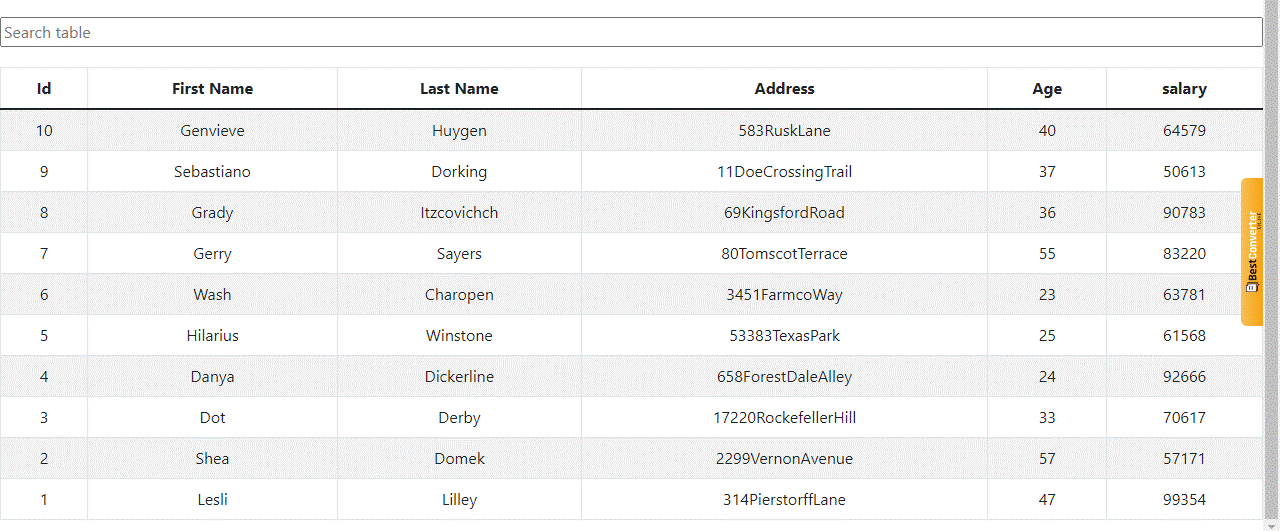 Search table
Id First Name Last Name Address Age salary
10 Genvieve Huygen 583RuskLane 40 64579
9 Sebastiano Dorking 11DoeCrossingTrail 37 50613
8 Grady Itzcovichch 69KingsfordRoad 36 90783
7 Gerry Sayers 80TomscotTerrace 55 83220
6 Wash Charopen 3451FarmcoWay 23 63781
5 Hilarius Winstone 53383TexasPark 25 61568
4 Danya Dickerline 658ForestDaleAlley 24 92666
3 Dot Derby 17220RockefellerHill 33 70617
2 Shea Domek 2299VernonAvenue 57 57171
1 Lesli Lilley 314PierstorffLane 47 99354
BestConverter